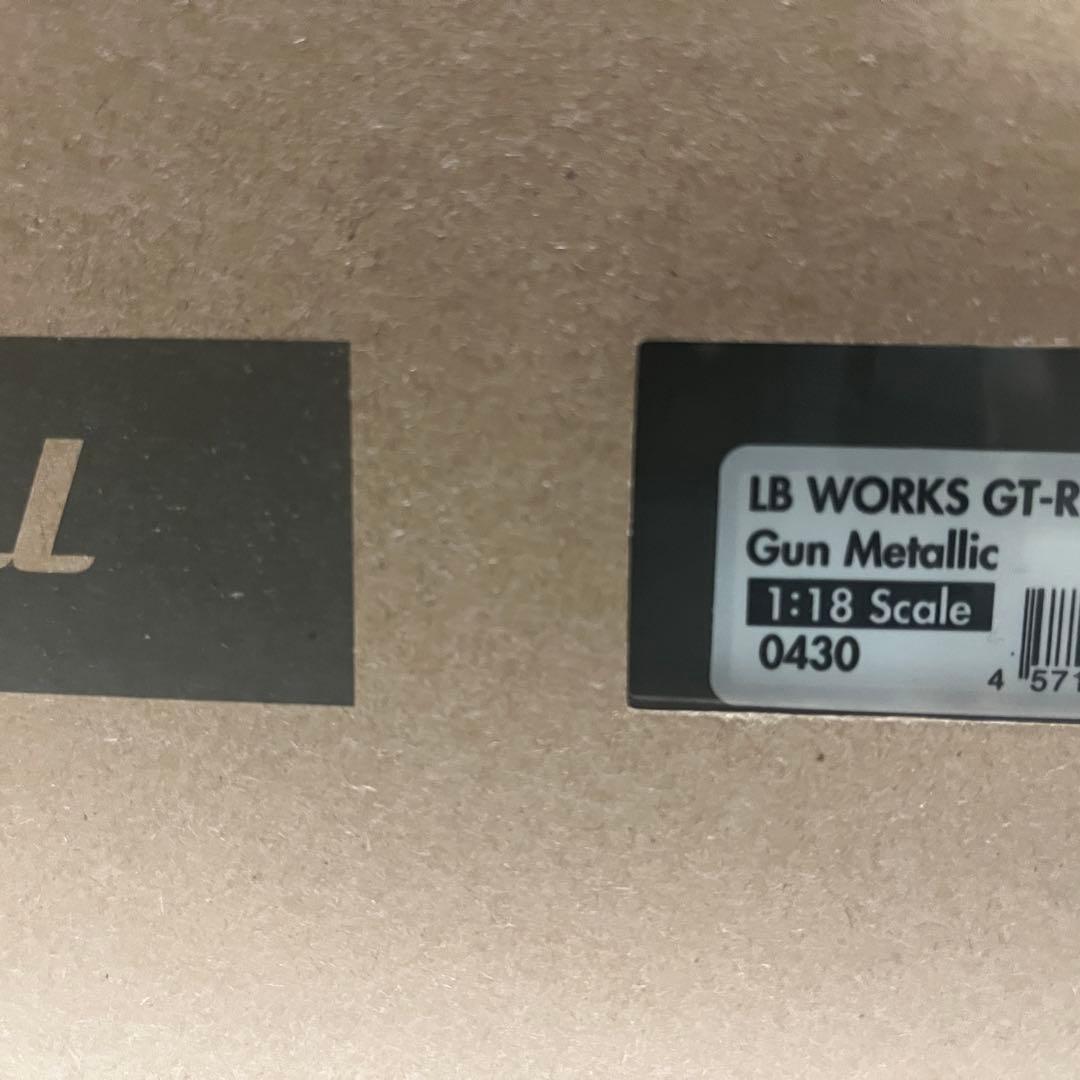 LB WORKS GT-R
Gun Metallic
1:18 Scale
0430
4 571